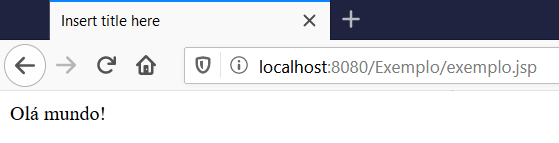 Insert title here
localhost:8080/Exemplo/exemplo.jsp
Olá mundo!